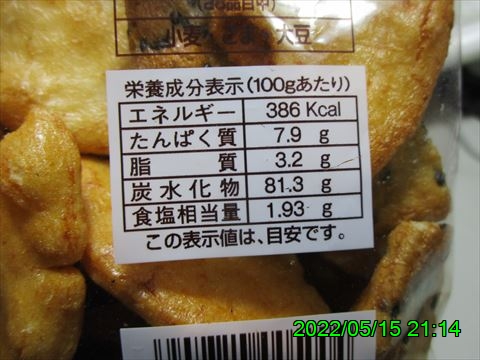 小麦、ごま、大豆
栄養成分表示(100gあたり)
エネルギー 386 Kcal
たんぱく質 7.9 g
脂質 3.2 g
炭水化物 81.3 g
食塩相当量 1.93 g
この表示値は、目安です。
2022/05/15 21:14